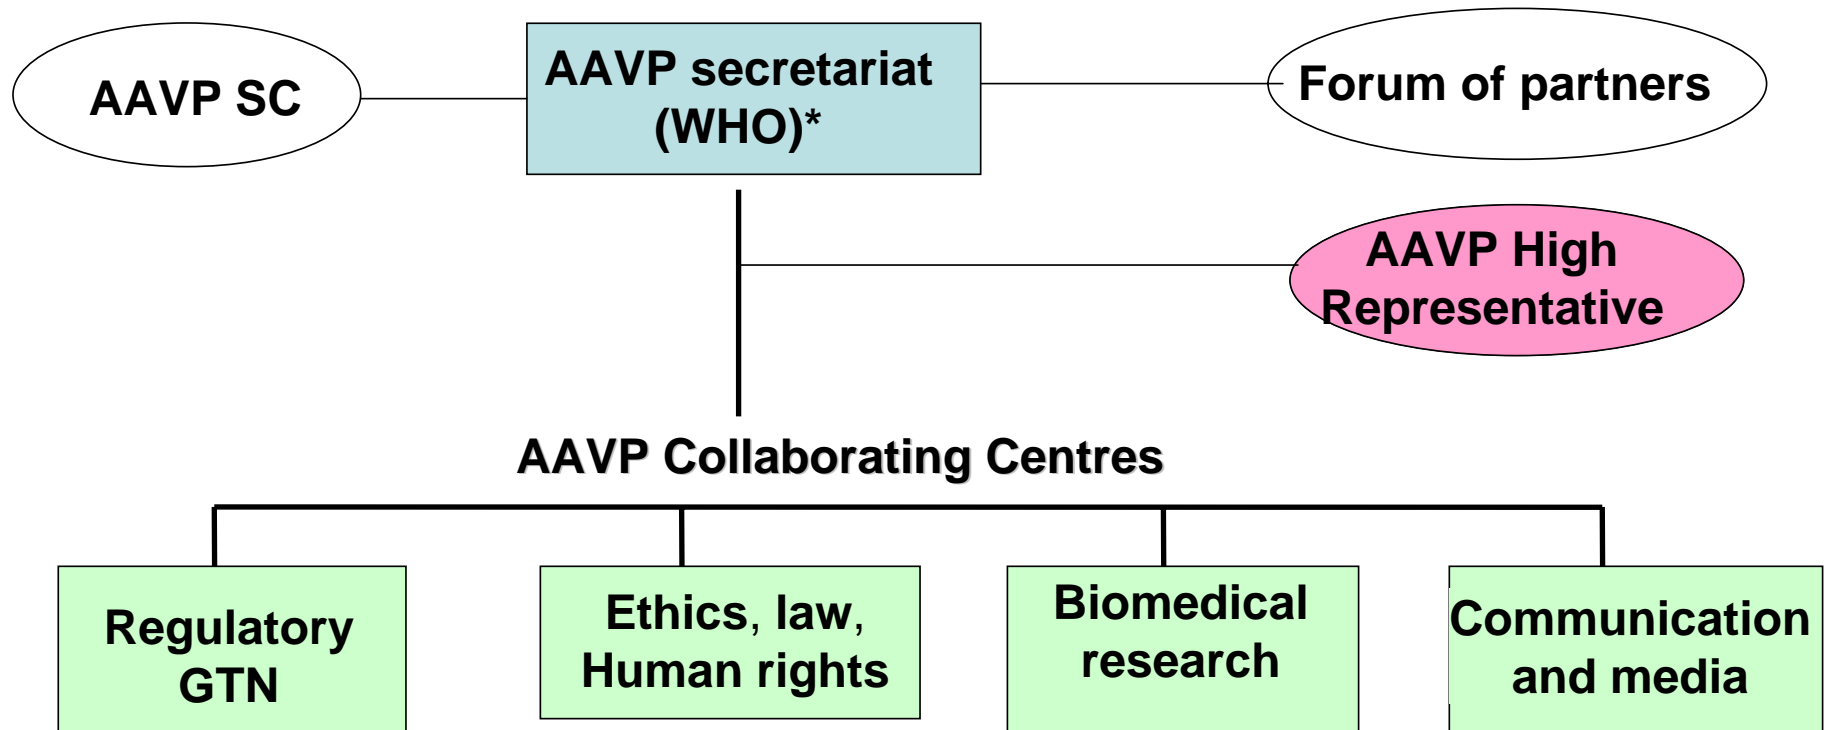 AAVP SC
AAVP secretariat
(WHO)*
Forum of partners
AAVP High
Representative
AAVP Collaborating Centres
Regulatory
GTN
Ethics, law,
Human rights
Biomedical
research
Communication
and media